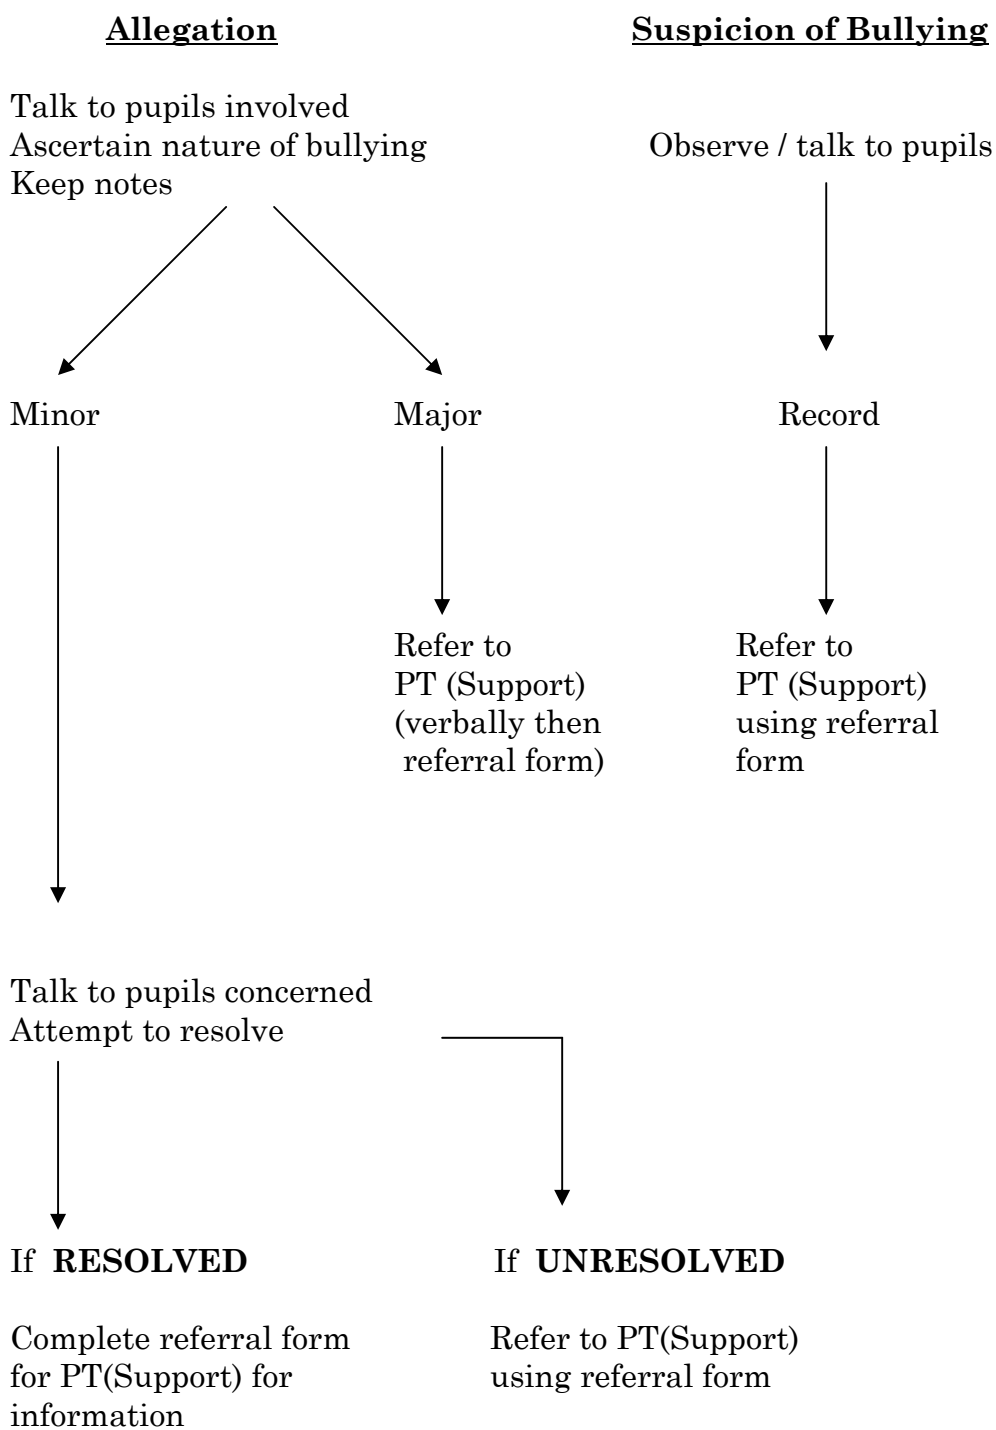 Allegation
Suspicion of Bullying
Talk to pupils involved
Ascertain nature of bullying
Keep notes
Observe / talk to pupils
Minor
Major
Record
Refer to
PT (Support)
(verbally then
referral form)
Refer to
PT (Support)
using referral
form
Talk to pupils concerned
Attempt to resolve
If RESOLVED
If UNRESOLVED
Complete referral form
for PT(Support) for
information
Refer to PT(Support)
using referral form